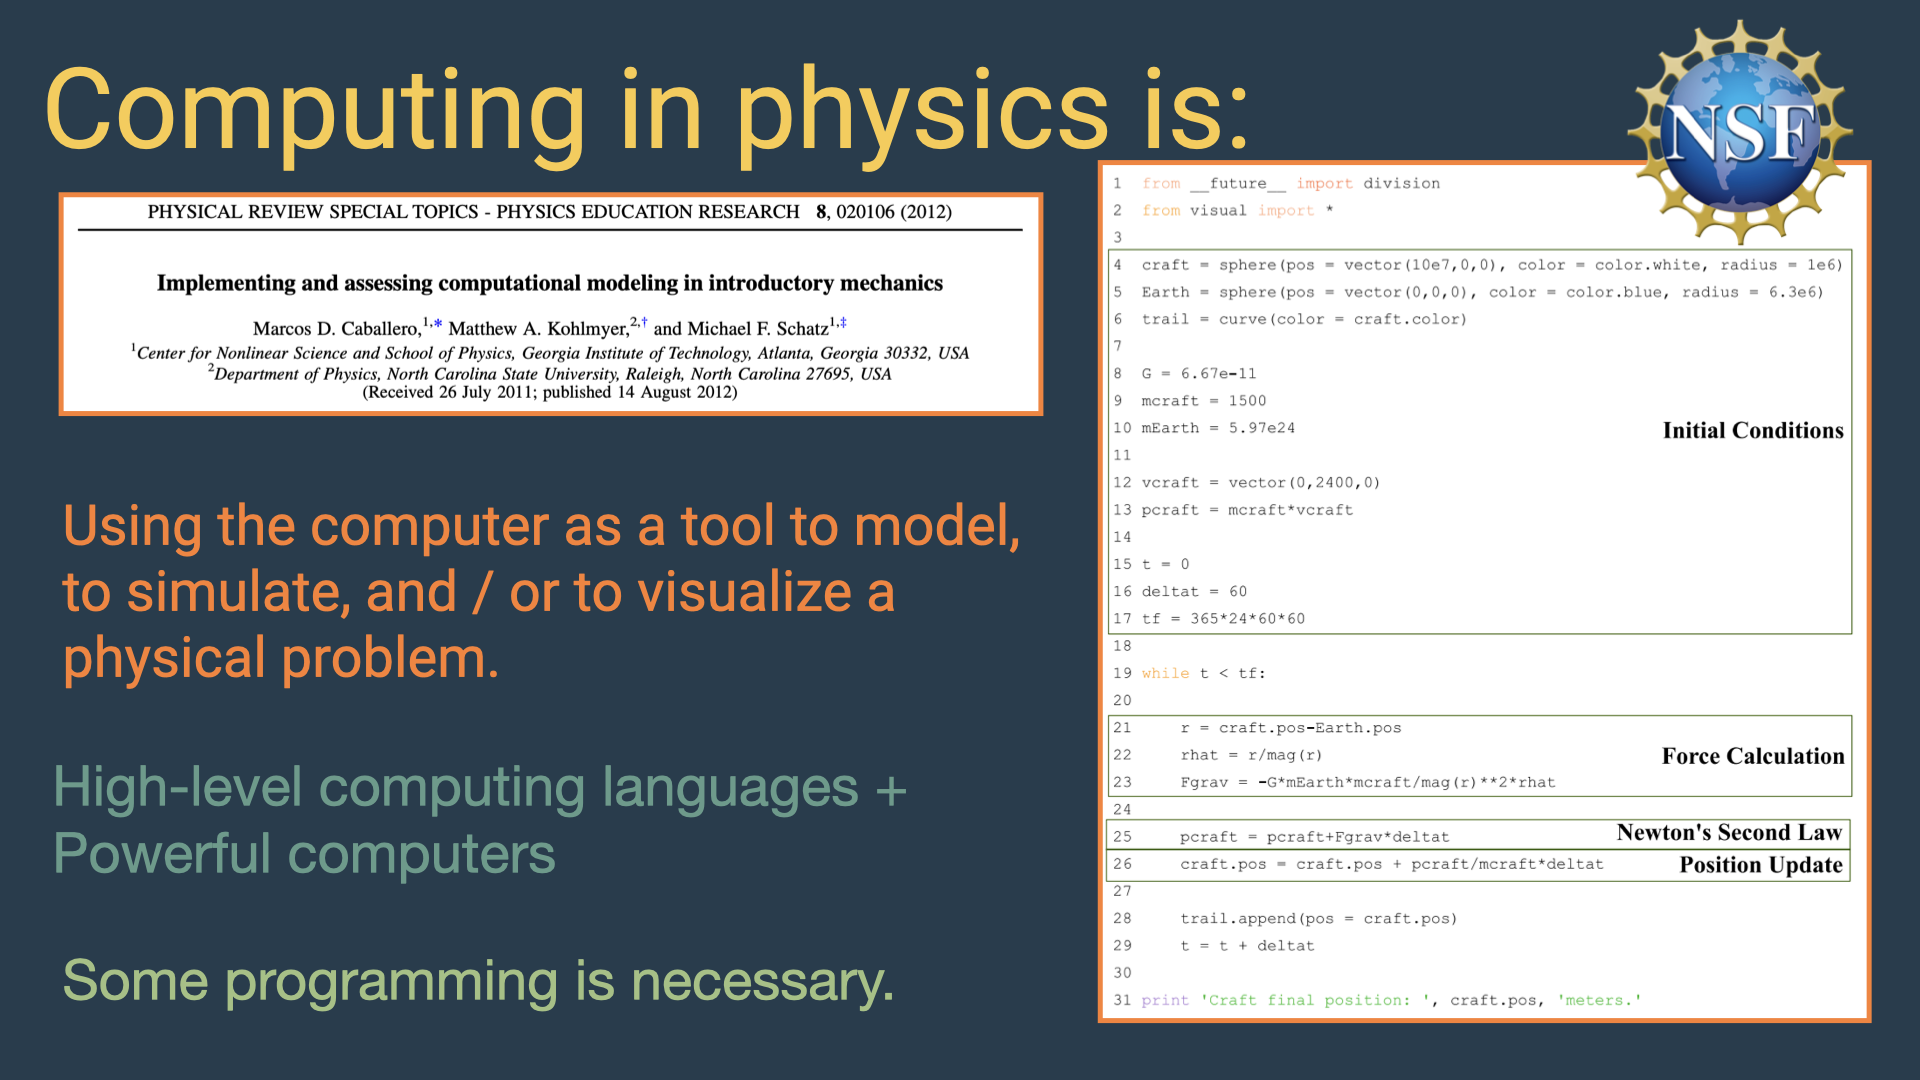 Computing in physics is:
NSF
PHYSICAL REVIEW SPECIAL TOPICS - PHYSICS EDUCATION RESEARCH 8, 020106 (2012)
Implementing and assessing computational modeling in introductory mechanics
Marcos D. Caballero,1,* Matthew A. Kohlmyer,2,† and Michael F. Schatz1,‡
1Center for Nonlinear Science and School of Physics, Georgia Institute of Technology, Atlanta, Georgia 30332, USA
2Department of Physics, North Carolina State University, Raleigh, North Carolina 27695, USA
(Received 26 July 2011; published 14 August 2012)
Using the computer as a tool to model,
to simulate, and / or to visualize a
physical problem.
High-level computing languages +
Powerful computers
Some programming is necessary.
1 from __future__ import division
2 from visual import *
3
4 craft = sphere(pos = vector(10e7,0,0), color = color.white, radius = 1e6)
5 Earth = sphere(pos = vector(0,0,0), color = color.blue, radius = 6.3e6)
6 trail = curve(color = craft.color)
7
8 G = 6.67e-11
9 mcraft = 1500
10 mEarth = 5.97e24
Initial Conditions
11
12 vcraft = vector(0,2400,0)
13 pcraft = mcraft*vcraft
14
15 t = 0
16 deltat = 60
17 tf = 365*24*60*60
18
19 while t < tf:
20
21 r = craft.pos-Earth.pos
22 rhat = r/mag(r)
Force Calculation
23 Fgrav = -G*mEarth*mcraft/mag(r)**2*rhat
24
25 pcraft = pcraft+Fgrav*deltat
Newton's Second Law
26 craft.pos = craft.pos + pcraft/mcraft*deltat
Position Update
27
28 trail.append(pos = craft.pos)
29 t = t + deltat
30
31 print 'Craft final position: ', craft.pos, 'meters.'